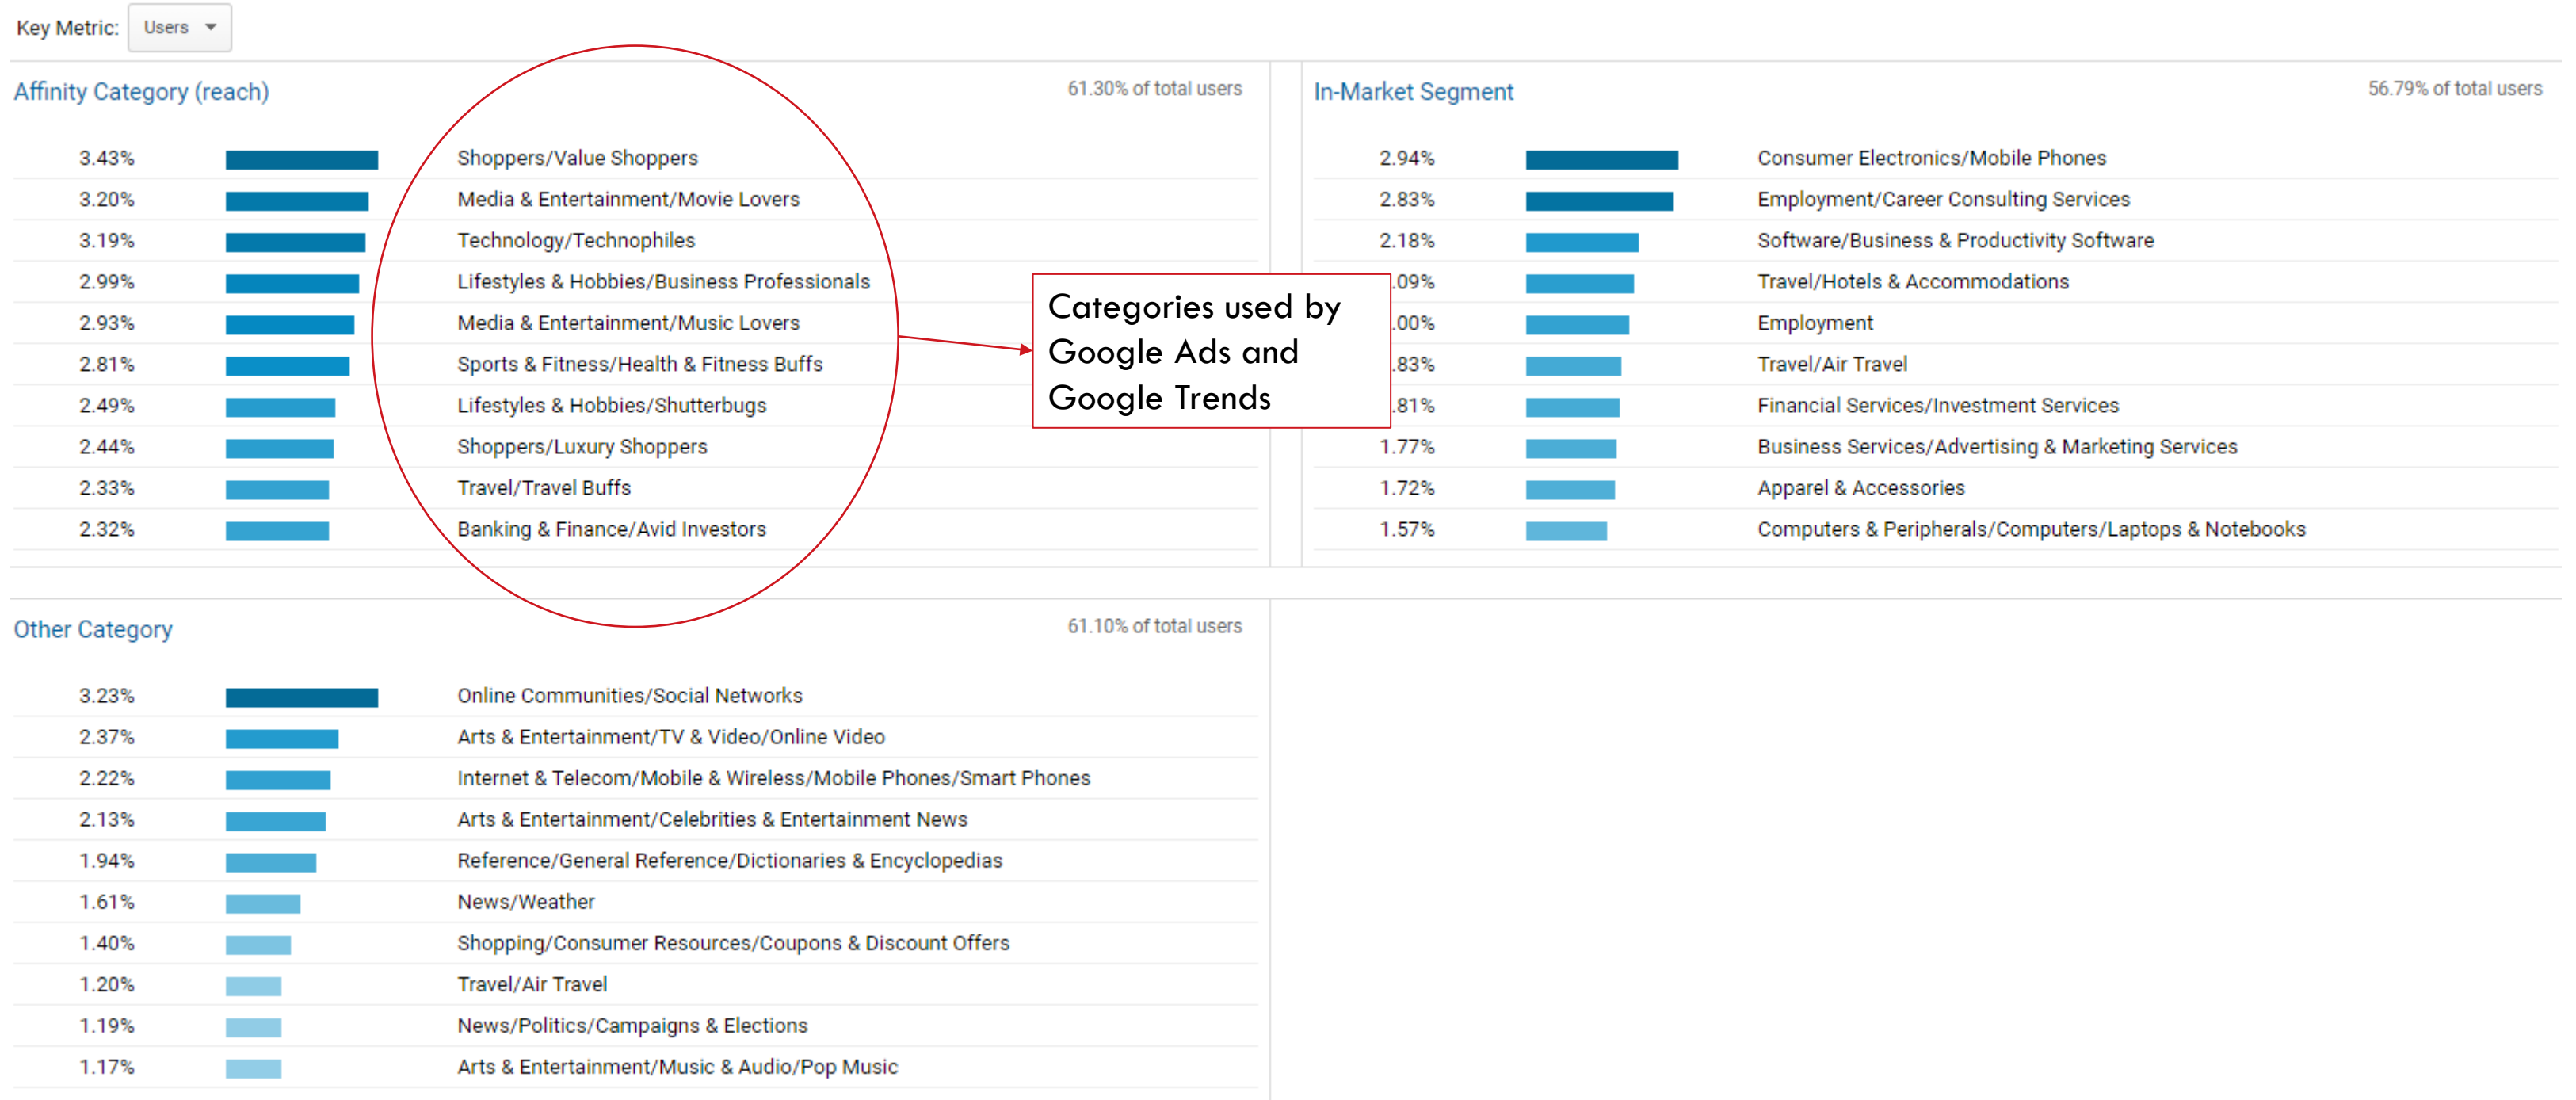 Key Metric: Users
Affinity Category (reach) 61.30% of total users
3.43% Shoppers/Value Shoppers
3.20% Media & Entertainment/Movie Lovers
3.19% Technology/Technophiles
2.99% Lifestyles & Hobbies/Business Professionals
2.93% Media & Entertainment/Music Lovers
2.81% Sports & Fitness/Health & Fitness Buffs
2.49% Lifestyles & Hobbies/Shutterbugs
2.44% Shoppers/Luxury Shoppers
2.33% Travel/Travel Buffs
2.32% Banking & Finance/Avid Investors
Categories used by
Google Ads and
Google Trends
In-Market Segment 56.79% of total users
2.94% Consumer Electronics/Mobile Phones
2.83% Employment/Career Consulting Services
2.18% Software/Business & Productivity Software
.09% Travel/Hotels & Accommodations
.00% Employment
.83% Travel/Air Travel
.81% Financial Services/Investment Services
1.77% Business Services/Advertising & Marketing Services
1.72% Apparel & Accessories
1.57% Computers & Peripherals/Computers/Laptops & Notebooks
Other Category 61.10% of total users
3.23% Online Communities/Social Networks
2.37% Arts & Entertainment/TV & Video/Online Video
2.22% Internet & Telecom/Mobile & Wireless/Mobile Phones/Smart Phones
2.13% Arts & Entertainment/Celebrities & Entertainment News
1.94% Reference/General Reference/Dictionaries & Encyclopedias
1.61% News/Weather
1.40% Shopping/Consumer Resources/Coupons & Discount Offers
1.20% Travel/Air Travel
1.19% News/Politics/Campaigns & Elections
1.17% Arts & Entertainment/Music & Audio/Pop Music